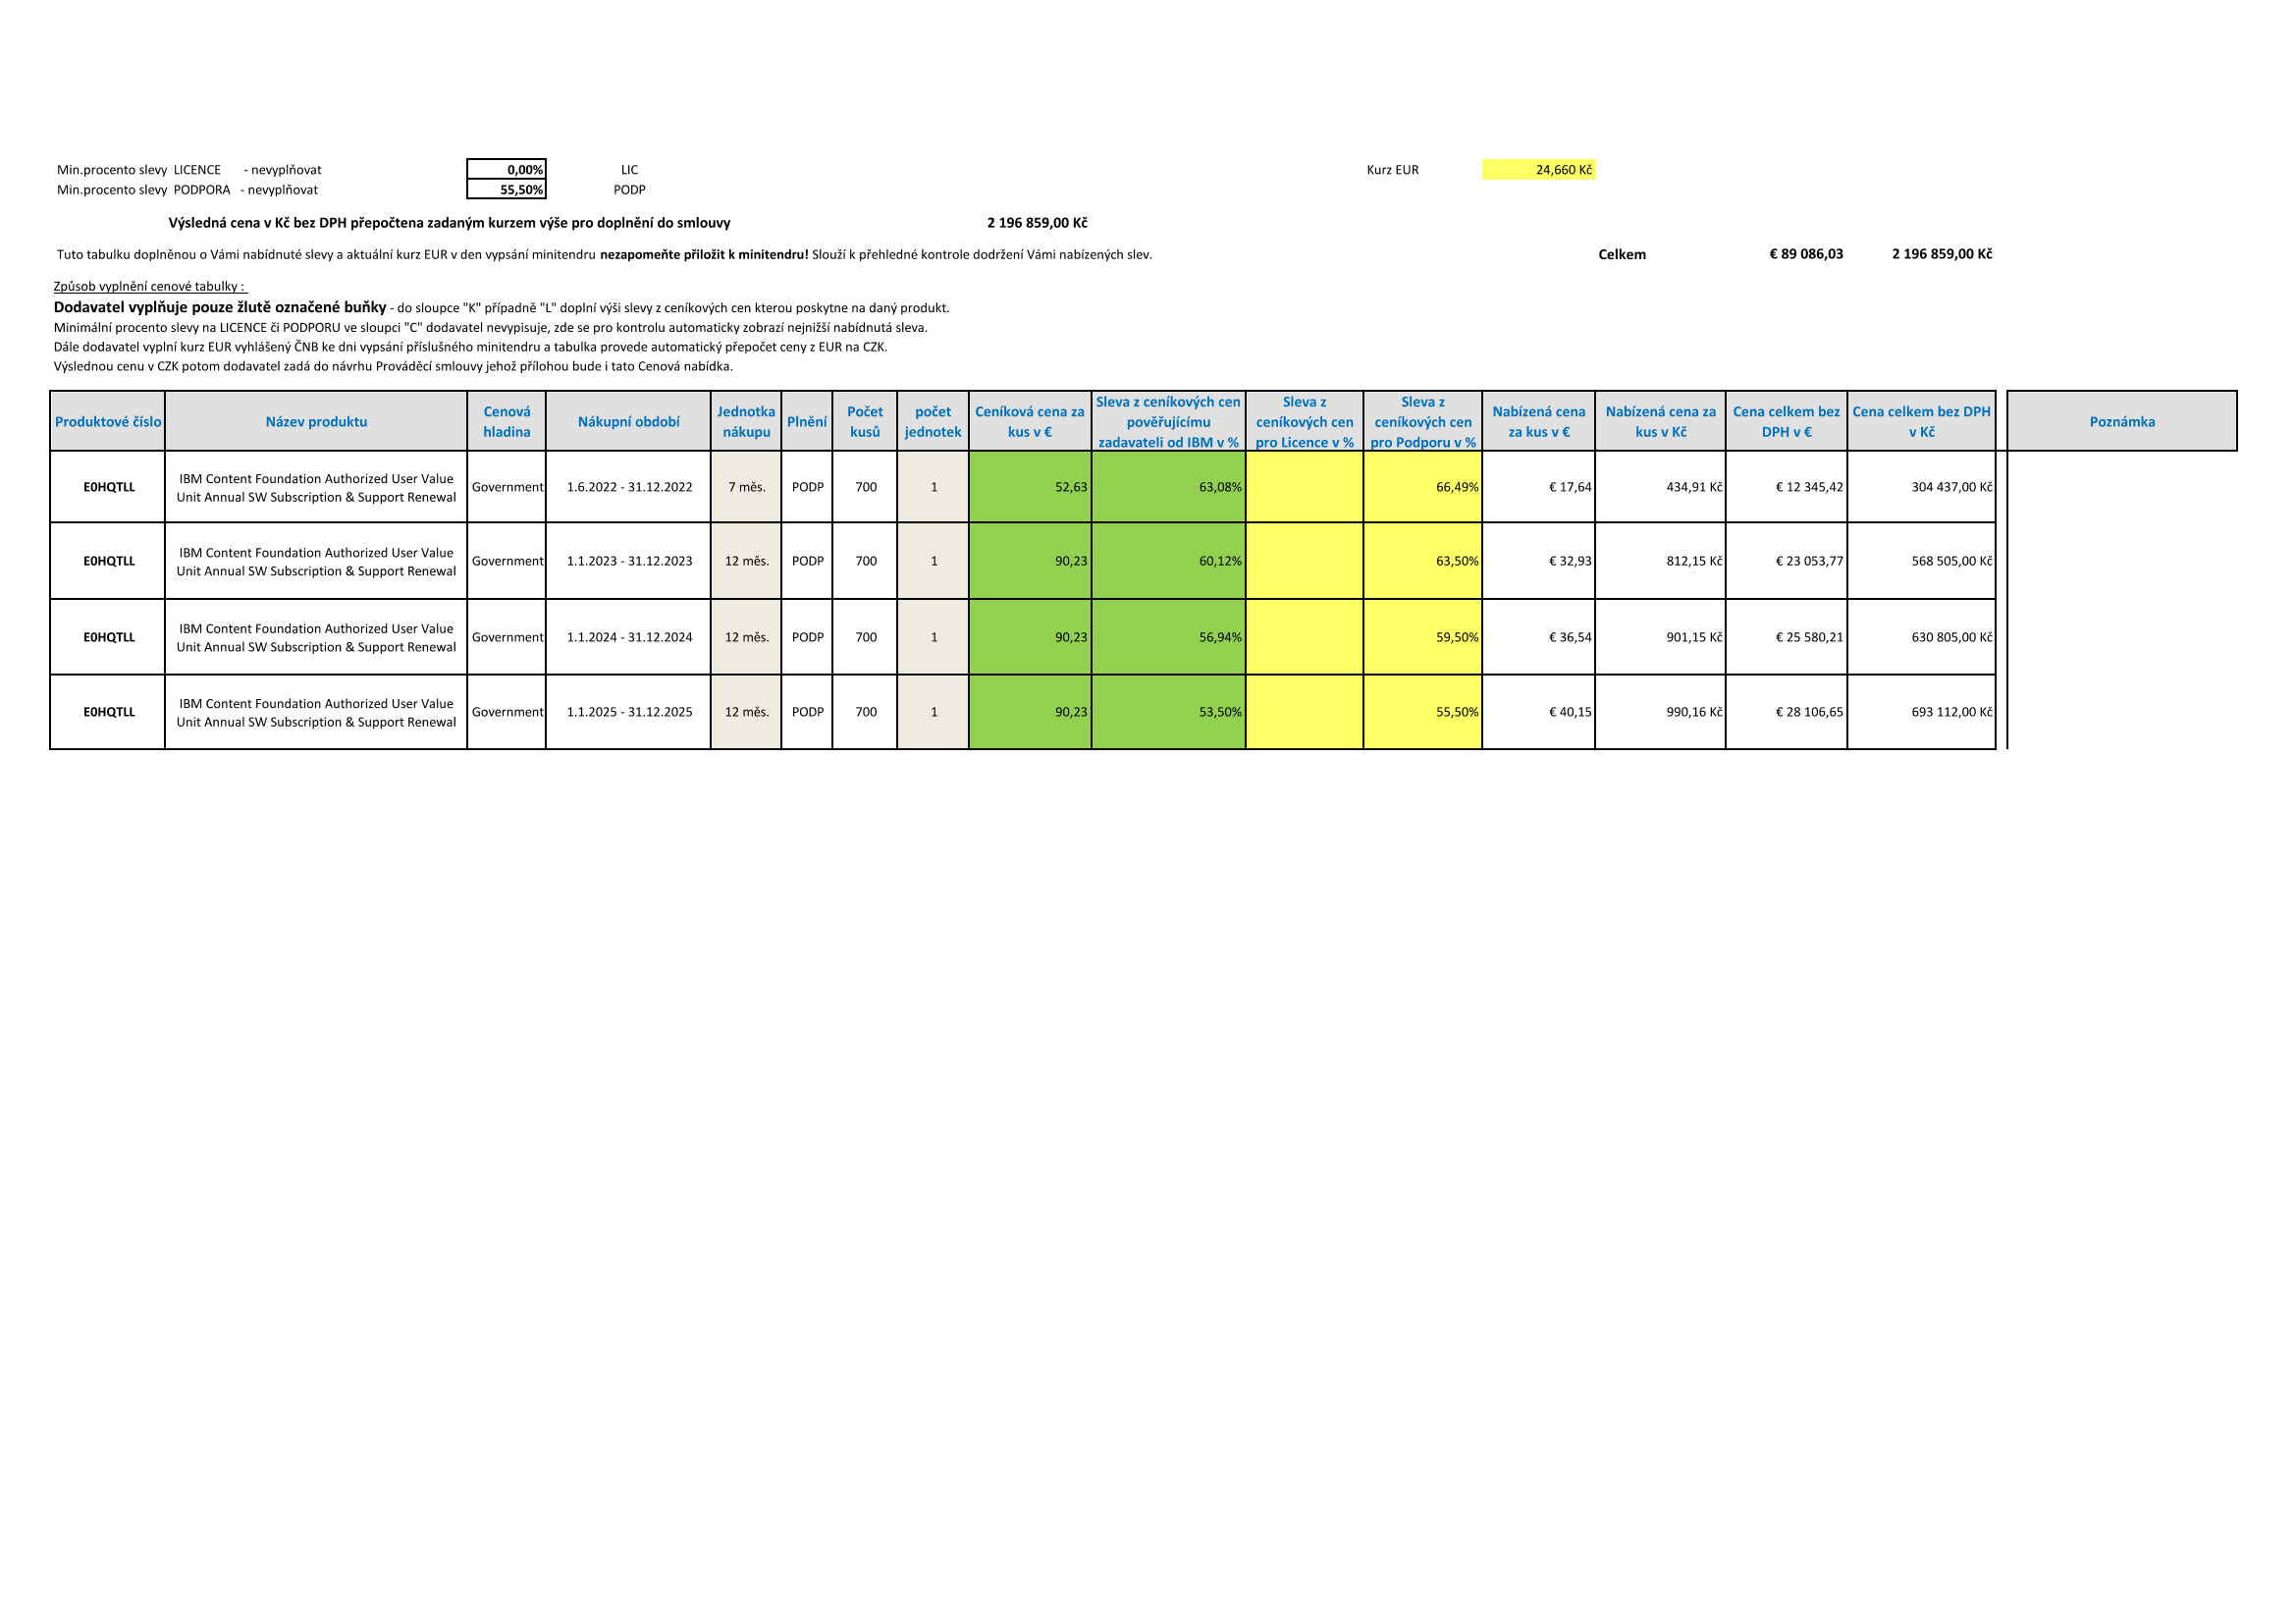 Min.procento slevy LICENCE - nevyplňovat 0,00% LIC Kurz EUR 24,660 Kč
Min.procento slevy PODPORA - nevyplňovat 55,50% PODP
Výsledná cena v Kč bez DPH přepočtena zadaným kurzem výše pro doplnění do smlouvy 2 196 859,00 Kč
Tuto tabulku doplněnou o Vámi nabídnuté slevy a aktuální kurz EUR v den vypsání minitendru nezapomeňte přiložit k minitendru! Slouží k přehledné kontrole dodržení Vámi nabízených slev. Celkem € 89 086,03 2 196 859,00 Kč
Způsob vyplnění cenové tabulky :
Dodavatel vyplňuje pouze žlutě označené buňky - do sloupce "K" případně "L" doplní výši slevy z ceníkových cen kterou poskytne na daný produkt.
Minimální procento slevy na LICENCE či PODPORU ve sloupci "C" dodavatel nevypisuje, zde se pro kontrolu automaticky zobrazí nejnižší nabídnutá sleva.
Dále dodavatel vyplní kurz EUR vyhlášený ČNB ke dni vypsání příslušného minitendru a tabulka provede automatický přepočet ceny z EUR na CZK.
Výslednou cenu v CZK potom dodavatel zadá do návrhu Prováděcí smlouvy jehož přílohou bude i tato Cenová nabídka.
Produktové číslo
Název produktu
Cenová
hladina
Nákupní období
Jednotka
nákupu
Plnění
Počet
kusů
počet
jednotek
Ceníková cena za
kus v €
Sleva z ceníkových cen
pověřujícímu
zadavateli od IBM v %
Sleva z
ceníkových cen
pro Licence v %
Sleva z
ceníkových cen
pro Podporu v %
Nabízená cena
za kus v €
Nabízená cena za
kus v Kč
Cena celkem bez
DPH v €
Cena celkem bez DPH
v Kč
Poznámka
E0HQTLL
IBM Content Foundation Authorized User Value
Unit Annual SW Subscription & Support Renewal
Government 1.6.2022 - 31.12.2022 7 měs. PODP 700 1 52,63 63,08% 66,49% € 17,64 434,91 Kč € 12 345,42 304 437,00 Kč
E0HQTLL
IBM Content Foundation Authorized User Value
Unit Annual SW Subscription & Support Renewal
Government 1.1.2023 - 31.12.2023 12 měs. PODP 700 1 90,23 60,12% 63,50% € 32,93 812,15 Kč € 23 053,77 568 505,00 Kč
E0HQTLL
IBM Content Foundation Authorized User Value
Unit Annual SW Subscription & Support Renewal
Government 1.1.2024 - 31.12.2024 12 měs. PODP 700 1 90,23 56,94% 59,50% € 36,54 901,15 Kč € 25 580,21 630 805,00 Kč
E0HQTLL
IBM Content Foundation Authorized User Value
Unit Annual SW Subscription & Support Renewal
Government 1.1.2025 - 31.12.2025 12 měs. PODP 700 1 90,23 53,50% 55,50% € 40,15 990,16 Kč € 28 106,65 693 112,00 Kč